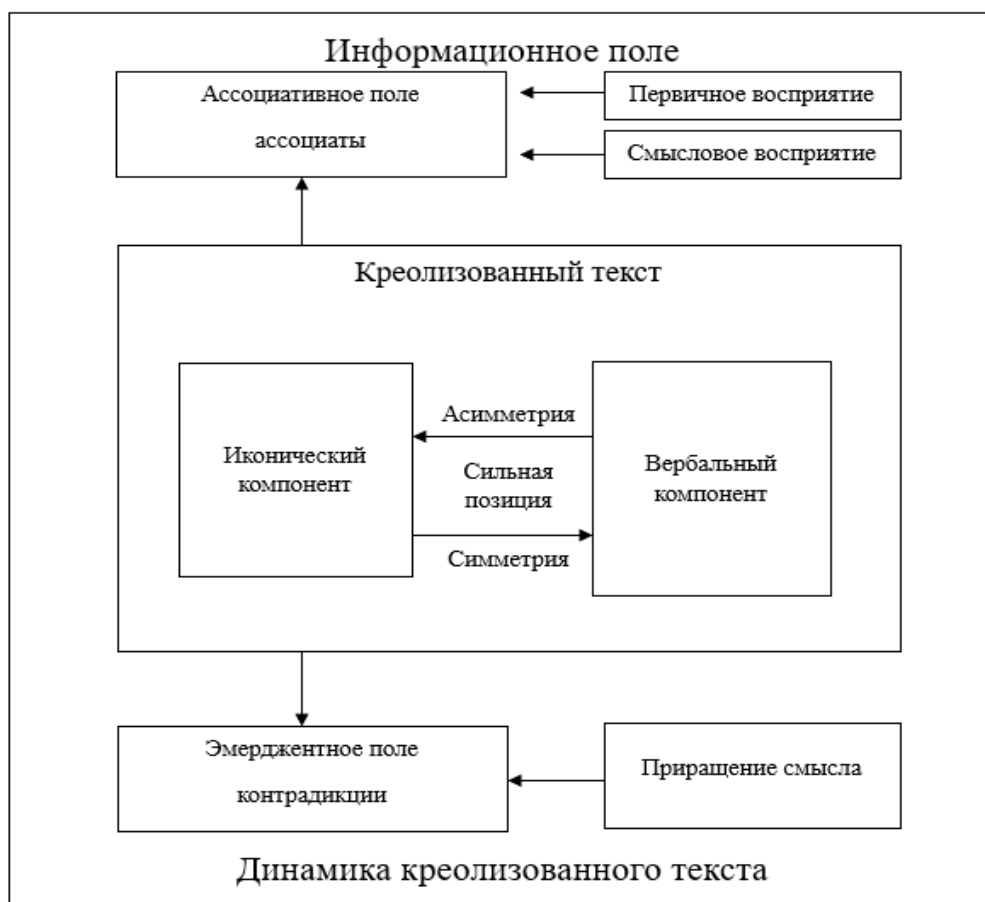 Информационное поле
Ассоциативное поле
ассоциаты
Первичное восприятие
Смысловое восприятие
Креолизованный текст
Иконический
компонент
Асимметрия
Сильная
позиция
Симметрия
Вербальный
компонент
Эмерджентное поле
контрадикции
Приращение смысла
Динамика креолизованного текста